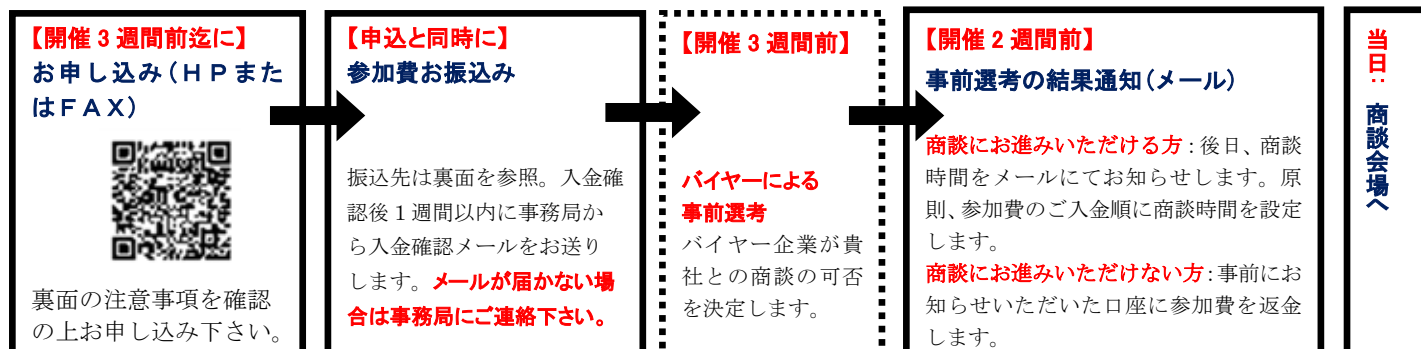 【開催3週間前迄に】
お申し込み（ＨＰまた
はＦＡＸ）
裏面の注意事項を確認
の上お申し込み下さい。
【申込と同時に】
参加費お振込み
振込先は裏面を参照。入金確
認後1週間以内に事務局か
ら入金確認メールをお送り
します。メールが届かない場
合は事務局にご連絡下さい。
【開催3週間前】
バイヤーによる
事前選考
バイヤー企業が貴
社との商談の可否
を決定します。
【開催2週間前】
事前選考の結果通知（メール）
商談にお進みいただける方：後日、商談
時間をメールにてお知らせします。原
則、参加費のご入金順に商談時間を設定
します。
商談にお進みいただけない方：事前にお
知らせいただいた口座に参加費を返金
します。
当日： 商談会場へ